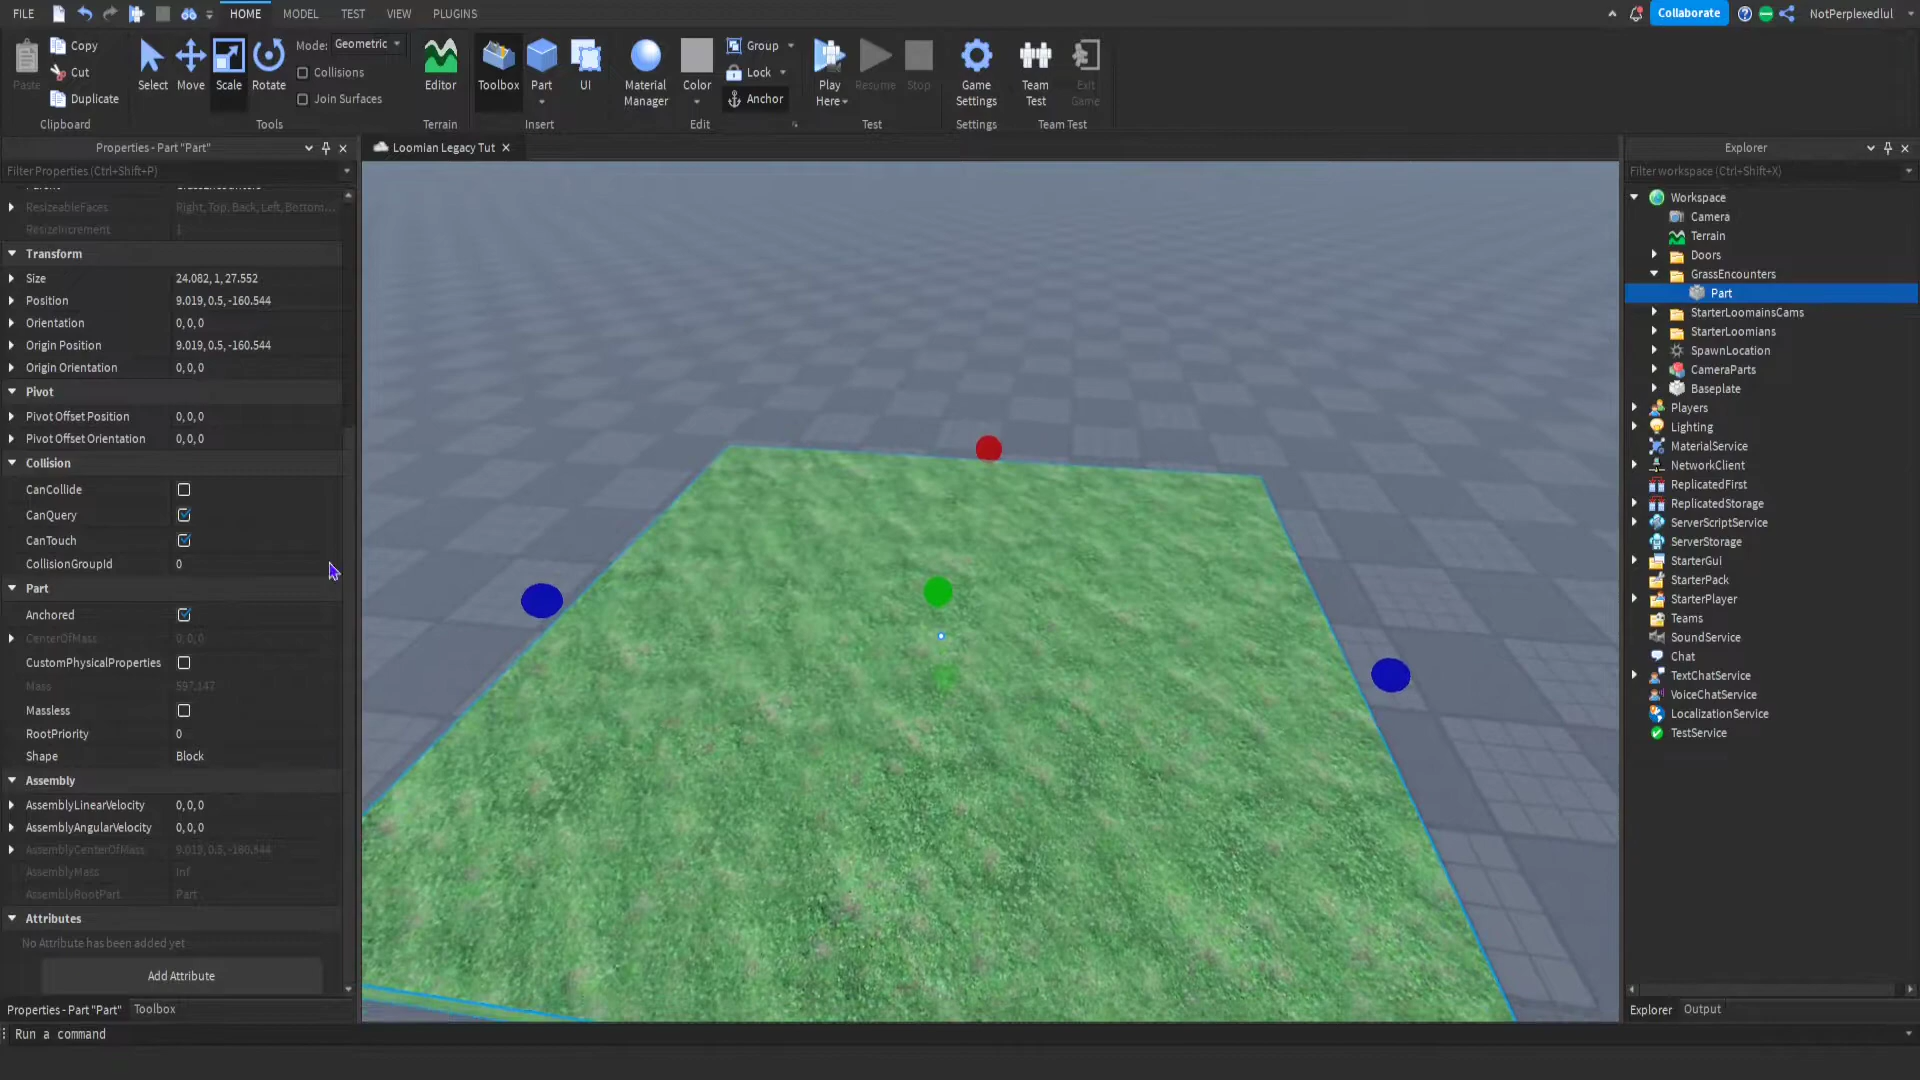 FILE HOME MODEL TEST VIEW PLUGINS Collaborate NotPerplexedlul
Paste Copy Cut Duplicate Clipboard
Select Move Scale Rotate Mode: Geometric Collisions Join Surfaces Tools
Editor Terrain
Toolbox Part UI Insert
Material Manager Color Group Lock Anchor Edit
Play Here Resume Stop Test
Game Settings Settings
Team Test Exit Game Team Test
Properties - Part "Part"
Loomian Legacy Tut
Explorer
Filter Properties (Ctrl+Shift+P)
ResizeableFaces Right, Top, Back, Left, Bottom...
ResizeIncrement 1
Transform
Size 24.082, 1, 27.552
Position 9.019, 0.5, -160.544
Orientation 0, 0, 0
Origin Position 9.019, 0.5, -160.544
Origin Orientation 0, 0, 0
Pivot
Pivot Offset Position 0, 0, 0
Pivot Offset Orientation 0, 0, 0
Collision
CanCollide
CanQuery
CanTouch
CollisionGroupId 0
Part
Anchored
CenterOfMass 0, 0, 0
CustomPhysicalProperties
Mass 597.147
Massless
RootPriority 0
Shape Block
Assembly
AssemblyLinearVelocity 0, 0, 0
AssemblyAngularVelocity 0, 0, 0
AssemblyCenterOfMass 9.019, 0.5, -160.544
AssemblyMass Inf
AssemblyRootPart Part
Attributes
No Attribute has been added yet
Add Attribute
Properties - Part "Part" Toolbox
Run a command
Filter workspace (Ctrl+Shift+X)
Workspace
Camera
Terrain
Doors
GrassEncounters
Part
StarterLoomainsCams
StarterLoomians
SpawnLocation
CameraParts
Baseplate
Players
Lighting
MaterialService
NetworkClient
ReplicatedFirst
ReplicatedStorage
ServerScriptService
ServerStorage
StarterGui
StarterPack
StarterPlayer
Teams
SoundService
Chat
TextChatService
VoiceChatService
LocalizationService
TestService
Explorer Output